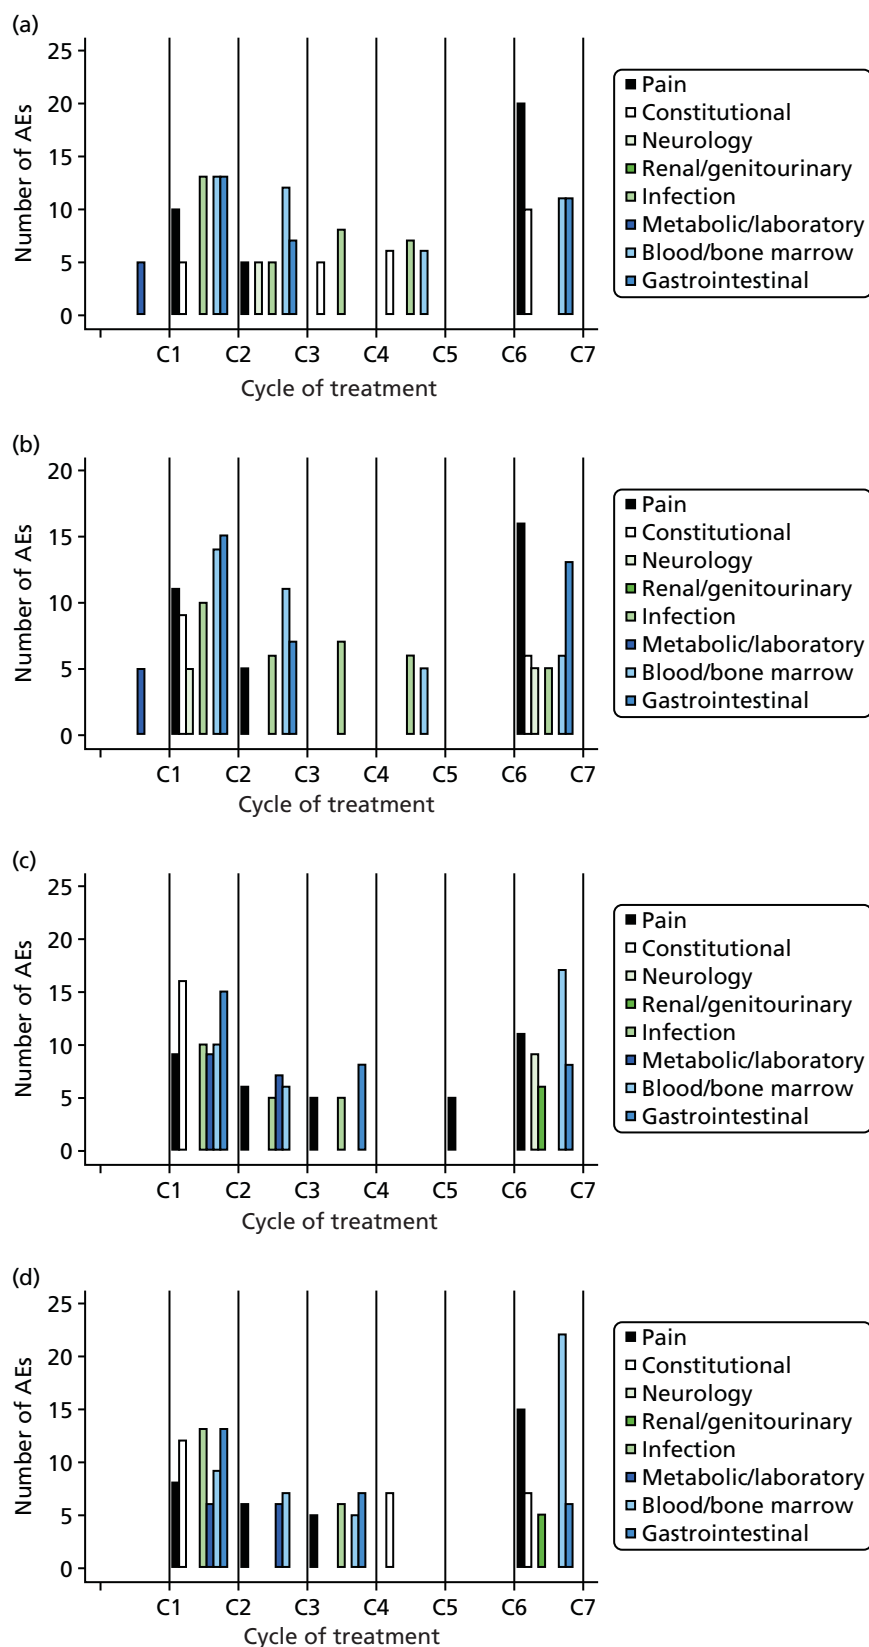 (a)
25
20
15
10
5
0
Number of AEs
C1 C2 C3 C4 C5 C6 C7
Cycle of treatment
Pain
Constitutional
Neurology
Renal/genitourinary
Infection
Metabolic/laboratory
Blood/bone marrow
Gastrointestinal
(b)
20
15
10
5
0
Number of AEs
C1 C2 C3 C4 C5 C6 C7
Cycle of treatment
Pain
Constitutional
Neurology
Renal/genitourinary
Infection
Metabolic/laboratory
Blood/bone marrow
Gastrointestinal
(c)
25
20
15
10
5
0
Number of AEs
C1 C2 C3 C4 C5 C6 C7
Cycle of treatment
Pain
Constitutional
Neurology
Renal/genitourinary
Infection
Metabolic/laboratory
Blood/bone marrow
Gastrointestinal
(d)
25
20
15
10
5
0
Number of AEs
C1 C2 C3 C4 C5 C6 C7
Cycle of treatment
Pain
Constitutional
Neurology
Renal/genitourinary
Infection
Metabolic/laboratory
Blood/bone marrow
Gastrointestinal